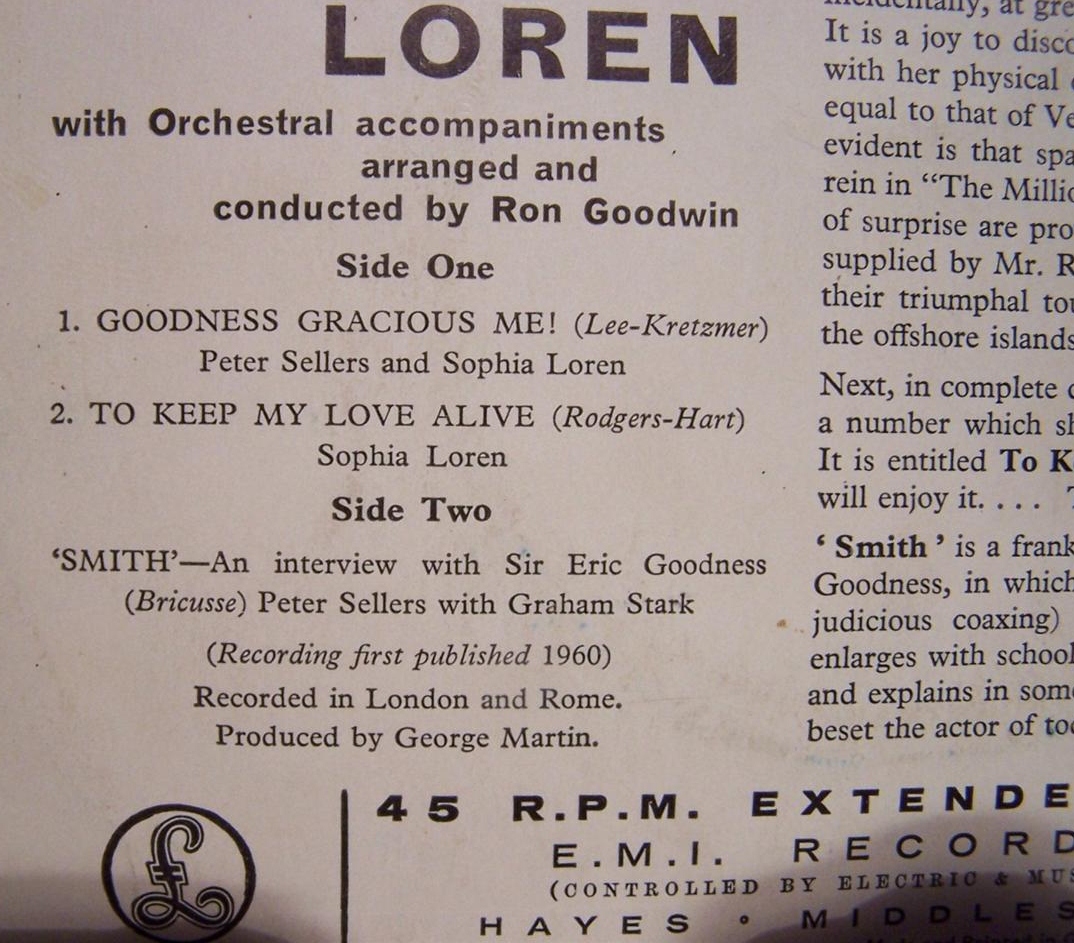 LOREN
with Orchestral accompaniments
arranged and
conducted by Ron Goodwin
Side One
1. GOODNESS GRACIOUS ME! (Lee-Kretzmer)
Peter Sellers and Sophia Loren
2. TO KEEP MY LOVE ALIVE (Rodgers-Hart)
Sophia Loren
Side Two
‘SMITH’—An interview with Sir Eric Goodness
(Bricusse) Peter Sellers with Graham Stark
(Recording first published 1960)
Recorded in London and Rome.
Produced by George Martin.
£
45 R.P.M. EXTENDE
E.M.I. RECORD
(CONTROLLED BY ELECTRIC & MUS
HAYES • MIDDLES
incidentally, at gre
It is a joy to disco
with her physical
equal to that of Ve
evident is that spa
rein in “The Millio
of surprise are pro
supplied by Mr. R
their triumphal tou
the offshore islands
Next, in complete
a number which sh
It is entitled To K
will enjoy it. . . .
‘ Smith ’ is a frank
Goodness, in which
judicious coaxing)
enlarges with school
and explains in som
beset the actor of to